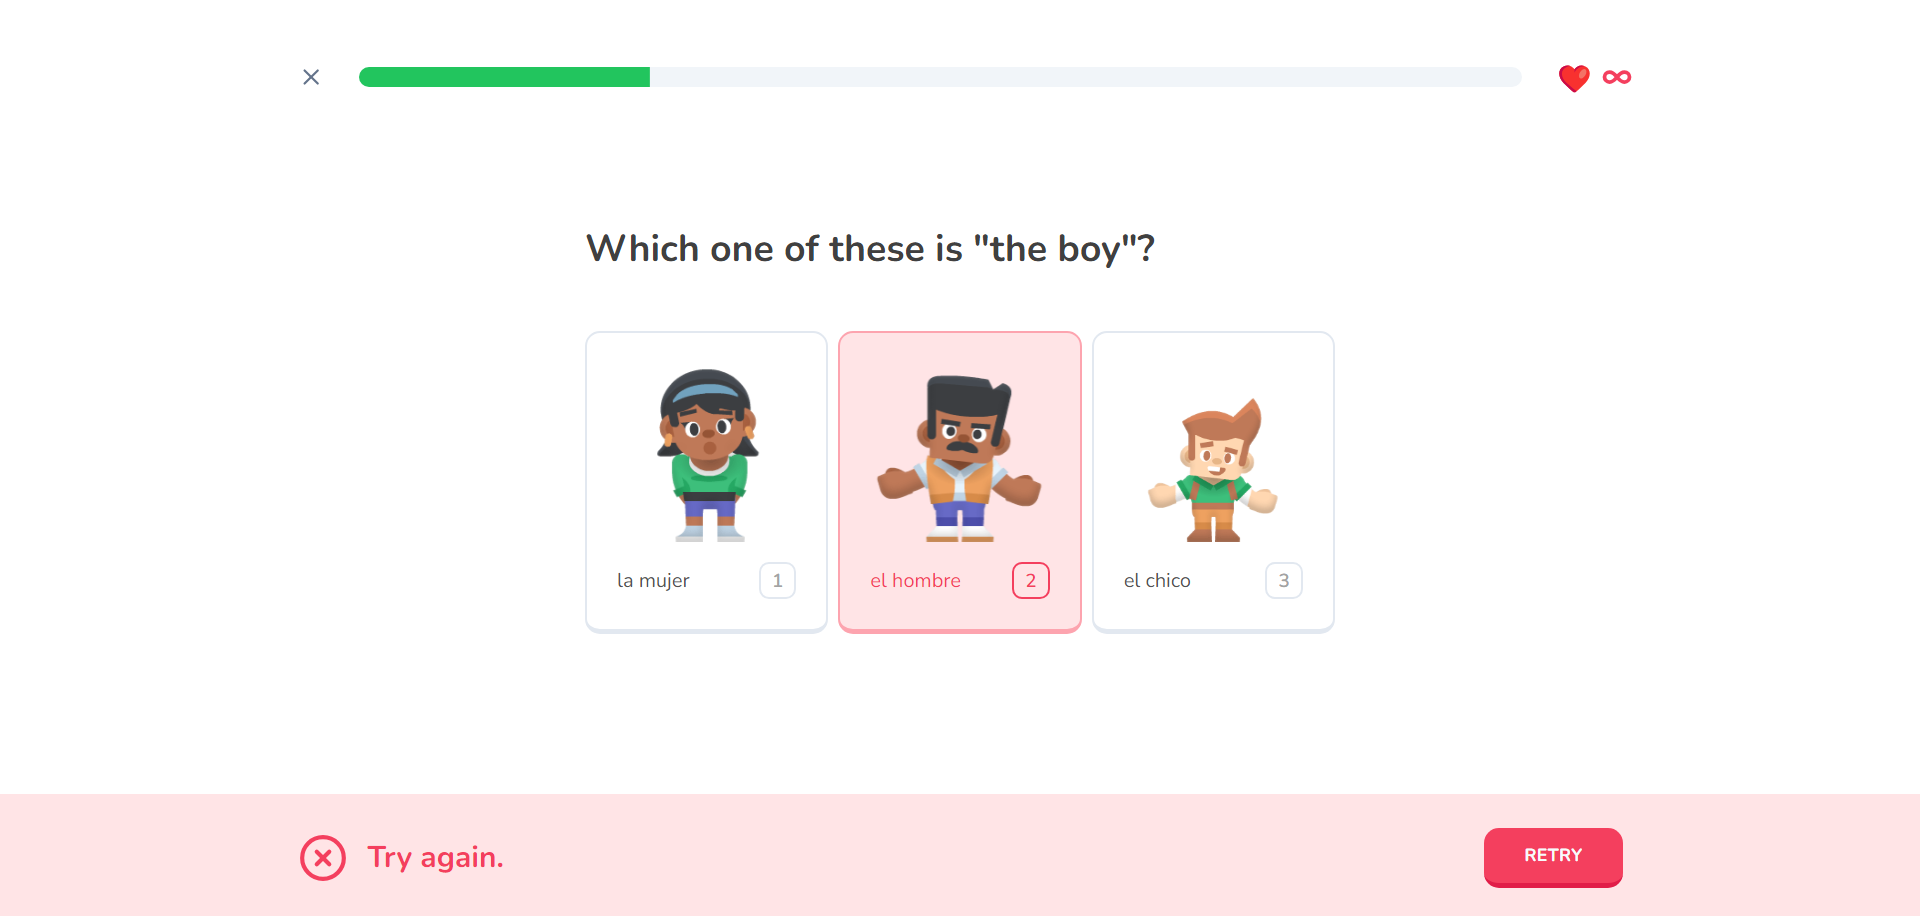 Which one of these is "the boy"?
la mujer 1
el hombre 2
el chico 3
Try again.
RETRY